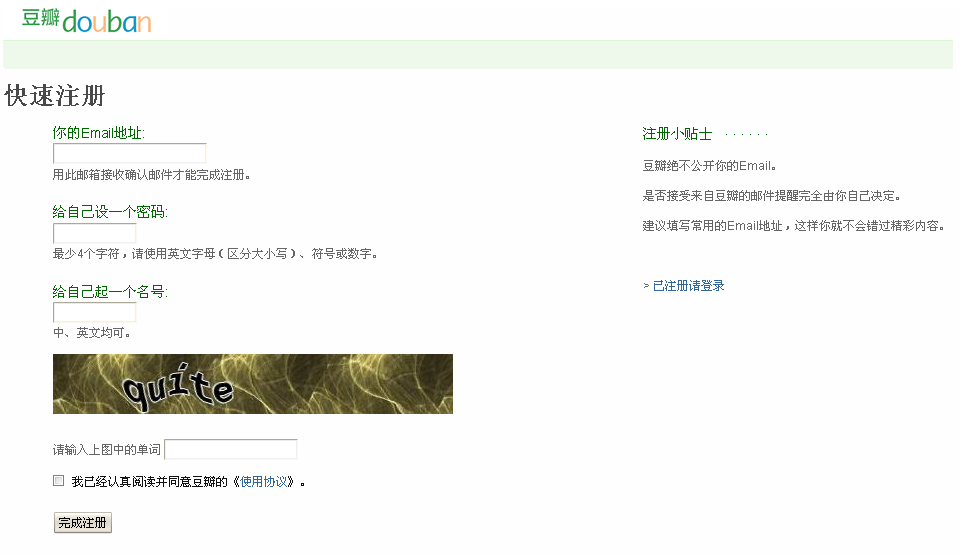 豆瓣douban
快速注册
你的Email地址:
用此邮箱接收确认邮件才能完成注册。
给自己设一个密码:
最少4个字符，请使用英文字母（区分大小写）、符号或数字。
给自己起一个名号:
中、英文均可。
quite
请输入上图中的单词
我已经认真阅读并同意豆瓣的《使用协议》。
完成注册
注册小贴士 · · · · · ·
豆瓣绝不公开你的Email。
是否接受来自豆瓣的邮件提醒完全由你自己决定。
建议填写常用的Email地址，这样你就不会错过精彩内容。
> 已注册请登录